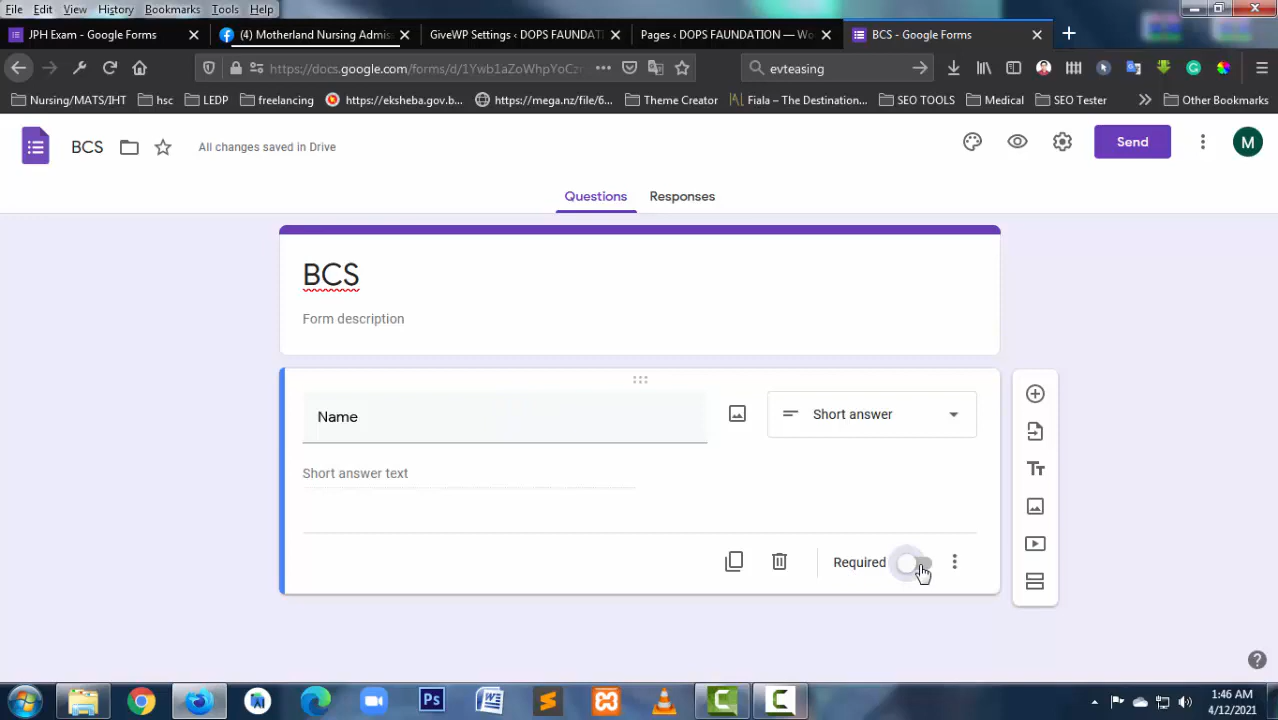 File Edit View History Bookmarks Tools Help
JPH Exam - Google Forms
(4) Motherland Nursing Admis
GiveWP Settings ‹ DOPS FOUNDAT
Pages ‹ DOPS FOUNDATION — Wo
BCS - Google Forms
https://docs.google.com/forms/d/1Ywb1aZoWhpYoCz
evteasing
Nursing/MATS/IHT
hsc
LEDP
freelancing
https://eksheba.gov.b...
https://mega.nz/file/6...
Theme Creator
Fiala – The Destination...
SEO TOOLS
Medical
SEO Tester
Other Bookmarks
BCS
All changes saved in Drive
Send
M
Questions
Responses
BCS
Form description
Name
Short answer
Short answer text
Required
1:46 AM
4/12/2021